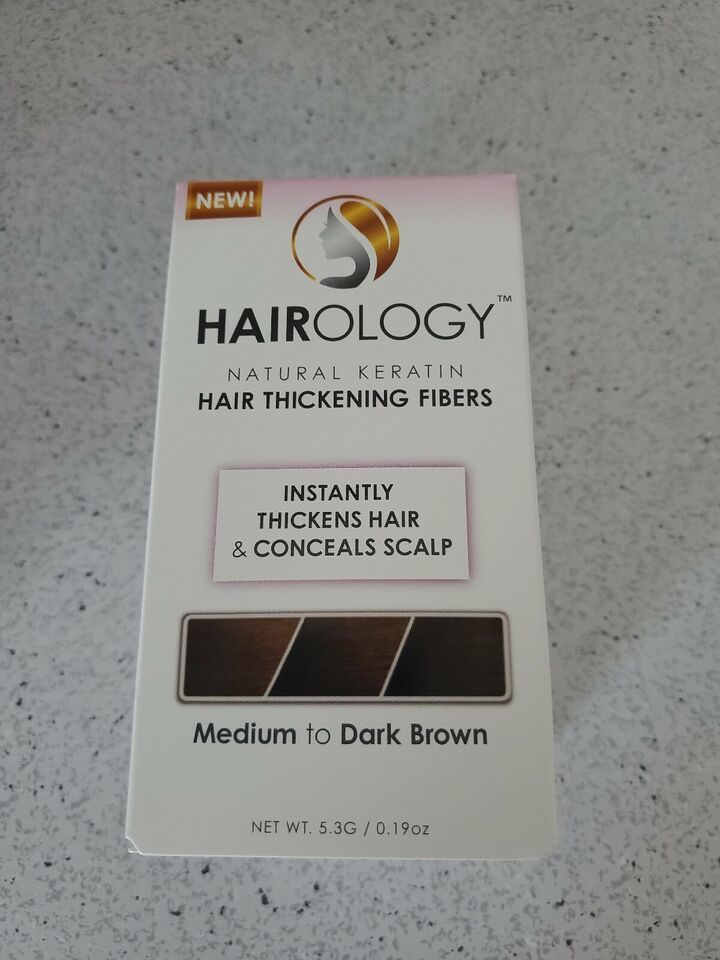 NEW!
HAIROLOGY™
NATURAL KERATIN
HAIR THICKENING FIBERS
INSTANTLY
THICKENS HAIR
& CONCEALS SCALP
Medium to Dark Brown
NET WT. 5.3G / 0.19oz